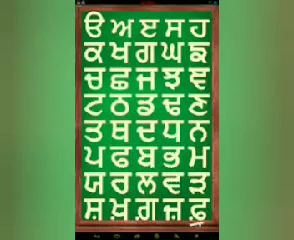 ੳ ਅ ੲ ਸ ਹ
ਕ ਖ ਗ ਘ ਙ
ਚ ਛ ਜ ਝ ਞ
ਟ ਠ ਡ ਢ ਣ
ਤ ਥ ਦ ਧ ਨ
ਪ ਫ ਬ ਭ ਮ
ਯ ਰ ਲ ਵ ੜ
ਸ਼ ਖ਼ ਗ਼ ਜ਼ ਫ਼